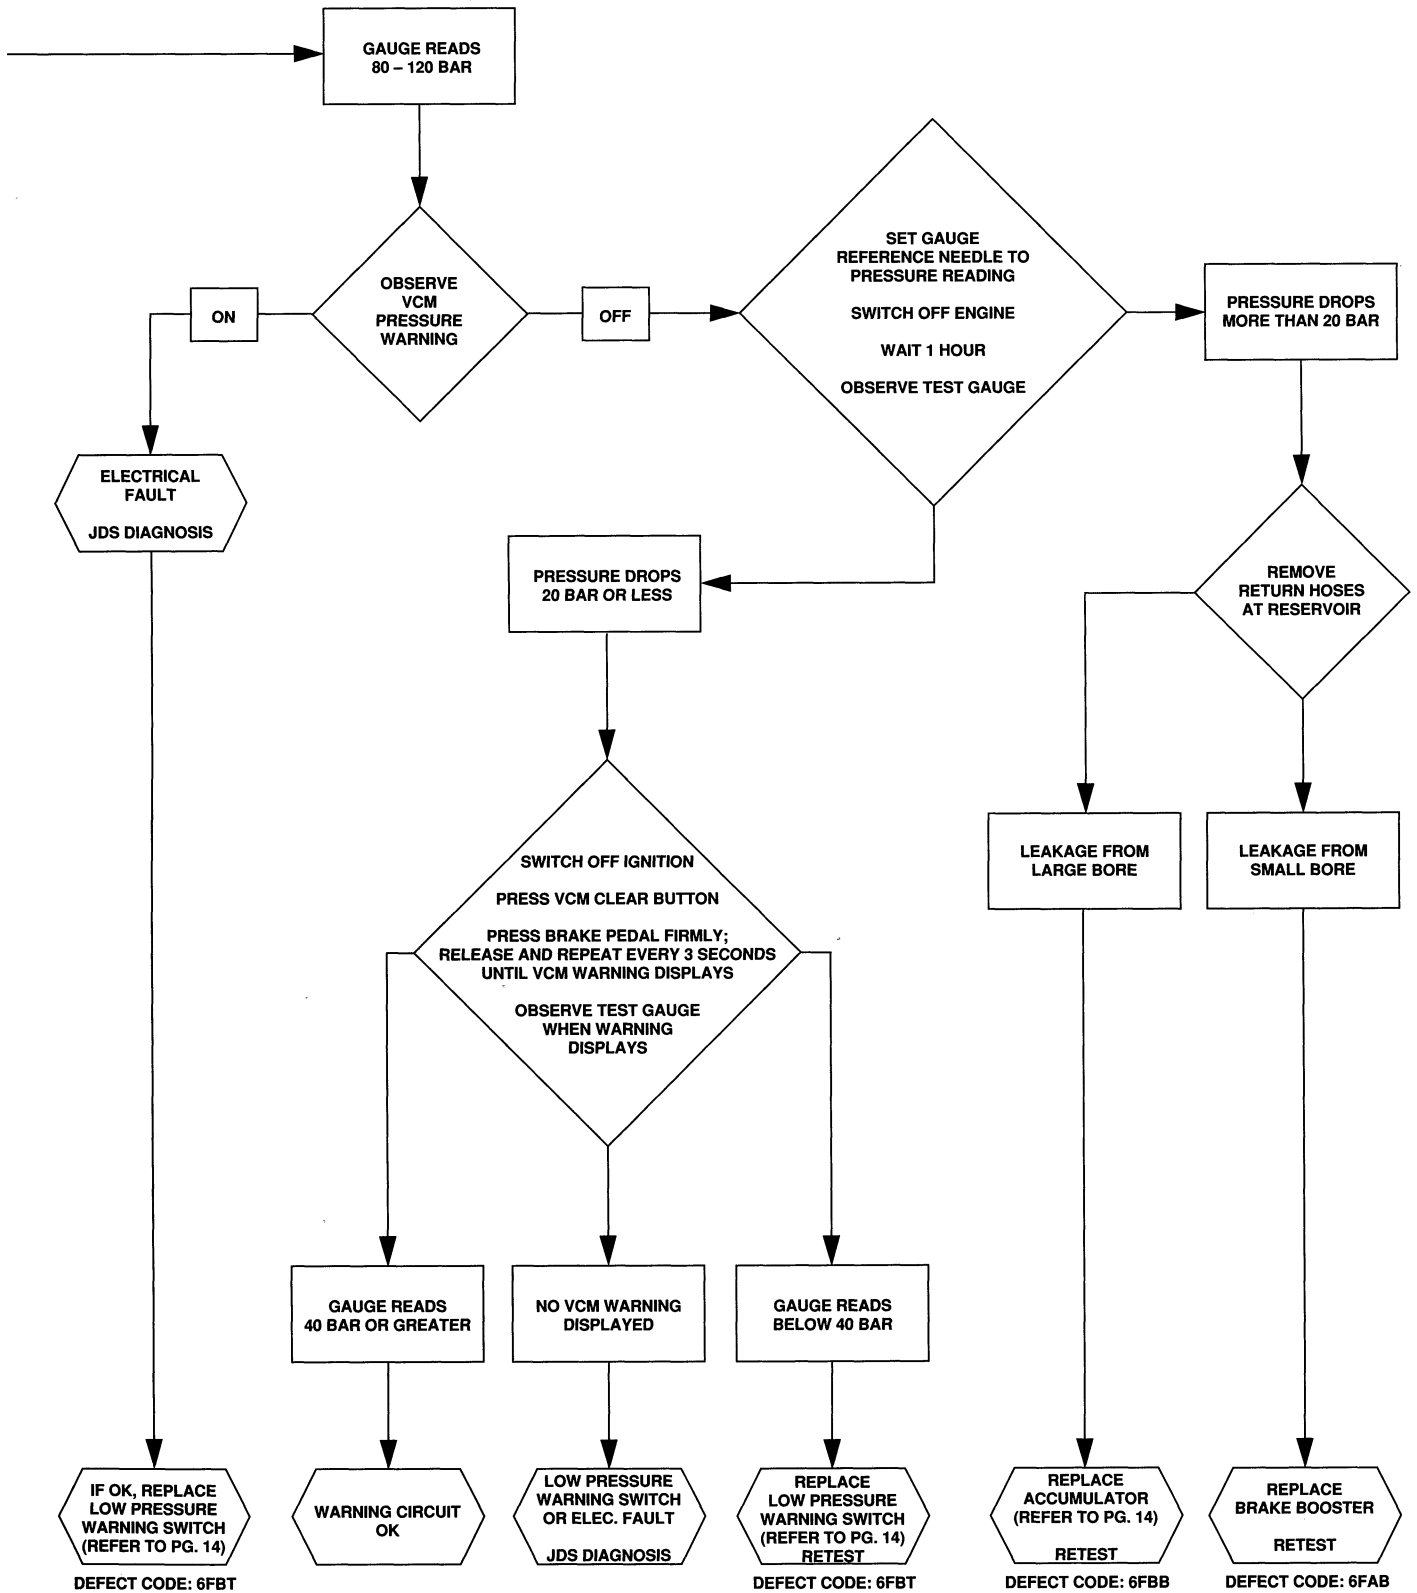 GAUGE READS
80 – 120 BAR
OBSERVE
VCM
PRESSURE
WARNING
ON
OFF
SET GAUGE
REFERENCE NEEDLE TO
PRESSURE READING
SWITCH OFF ENGINE
WAIT 1 HOUR
OBSERVE TEST GAUGE
PRESSURE DROPS
MORE THAN 20 BAR
ELECTRICAL
FAULT
JDS DIAGNOSIS
PRESSURE DROPS
20 BAR OR LESS
REMOVE
RETURN HOSES
AT RESERVOIR
SWITCH OFF IGNITION
PRESS VCM CLEAR BUTTON
PRESS BRAKE PEDAL FIRMLY;
RELEASE AND REPEAT EVERY 3 SECONDS
UNTIL VCM WARNING DISPLAYS
OBSERVE TEST GAUGE
WHEN WARNING
DISPLAYS
LEAKAGE FROM
LARGE BORE
LEAKAGE FROM
SMALL BORE
GAUGE READS
40 BAR OR GREATER
NO VCM WARNING
DISPLAYED
GAUGE READS
BELOW 40 BAR
IF OK, REPLACE
LOW PRESSURE
WARNING SWITCH
(REFER TO PG. 14)
DEFECT CODE: 6FBT
WARNING CIRCUIT
OK
LOW PRESSURE
WARNING SWITCH
OR ELEC. FAULT
JDS DIAGNOSIS
REPLACE
LOW PRESSURE
WARNING SWITCH
(REFER TO PG. 14)
RETEST
DEFECT CODE: 6FBT
REPLACE
ACCUMULATOR
(REFER TO PG. 14)
RETEST
DEFECT CODE: 6FBB
REPLACE
BRAKE BOOSTER
RETEST
DEFECT CODE: 6FAB